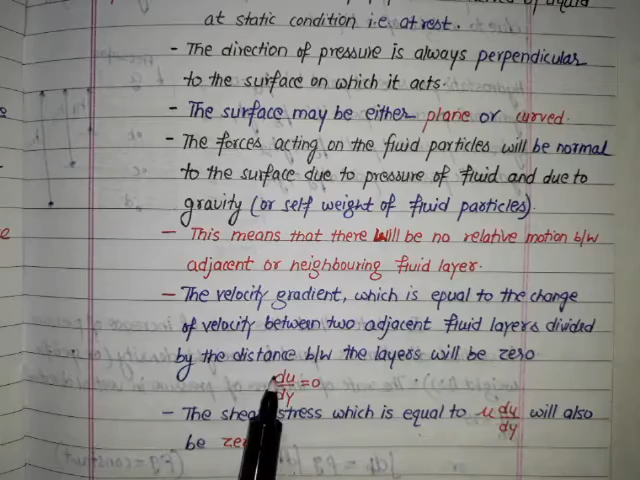 of liquid
at static condition i.e at rest.
- The direction of pressure is always perpendicular
to the surface on which it acts.
- The surface may be either plane or curved.
- The forces acting on the fluid particles will be normal
to the surface due to pressure of fluid and due to
gravity (or self weight of fluid particles).
- This means that there will be no relative motion b/w
adjacent or neighbouring fluid layer.
- The velocity gradient, which is equal to the change
of velocity between two adjacent fluid layers divided
by the distance b/w the layers will be zero
du/dy = 0
- The shear stress which is equal to μ du/dy will also
be